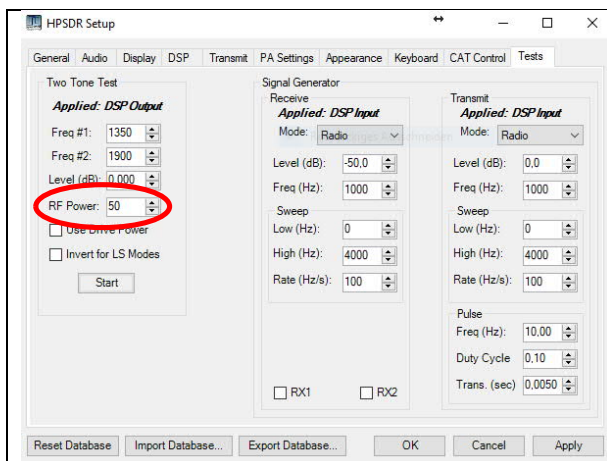 HPSDR Setup
General Audio Display DSP Transmit PA Settings Appearance Keyboard CAT Control Tests
Two Tone Test
Applied: DSP Output
Freq #1: 1350
Freq #2: 1900
Level (dB): 0.000
RF Power: 50
Use Drive Power
Invert for LS Modes
Start
Signal Generator
Receive
Applied: DSP Input
Mode: Radio
Level (dB): -50,0
Freq (Hz): 1000
Sweep
Low (Hz): 0
High (Hz): 4000
Rate (Hz/s): 100
RX1 RX2
Transmit
Applied: DSP Input
Mode: Radio
Level (dB): 0,0
Freq (Hz): 1000
Sweep
Low (Hz): 0
High (Hz): 4000
Rate (Hz/s): 100
Pulse
Freq (Hz): 10,00
Duty Cycle 0,10
Trans. (sec) 0,0050
Reset Database Import Database... Export Database... OK Cancel Apply